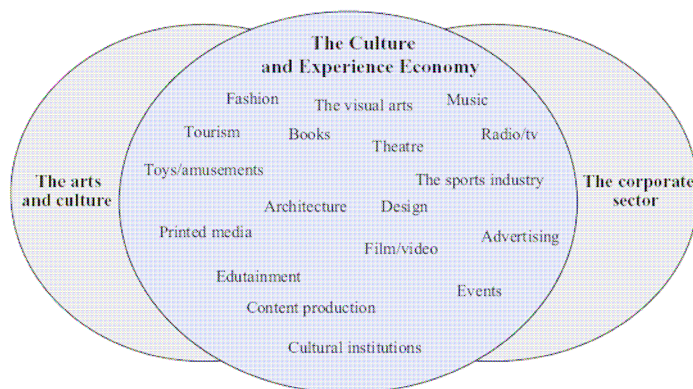 The Culture
and Experience Economy
Fashion
The visual arts
Music
Tourism
Books
Theatre
Radio/tv
Toys/amusements
The sports industry
The arts
and culture
The corporate
sector
Architecture
Design
Printed media
Film/video
Advertising
Edutainment
Events
Content production
Cultural institutions